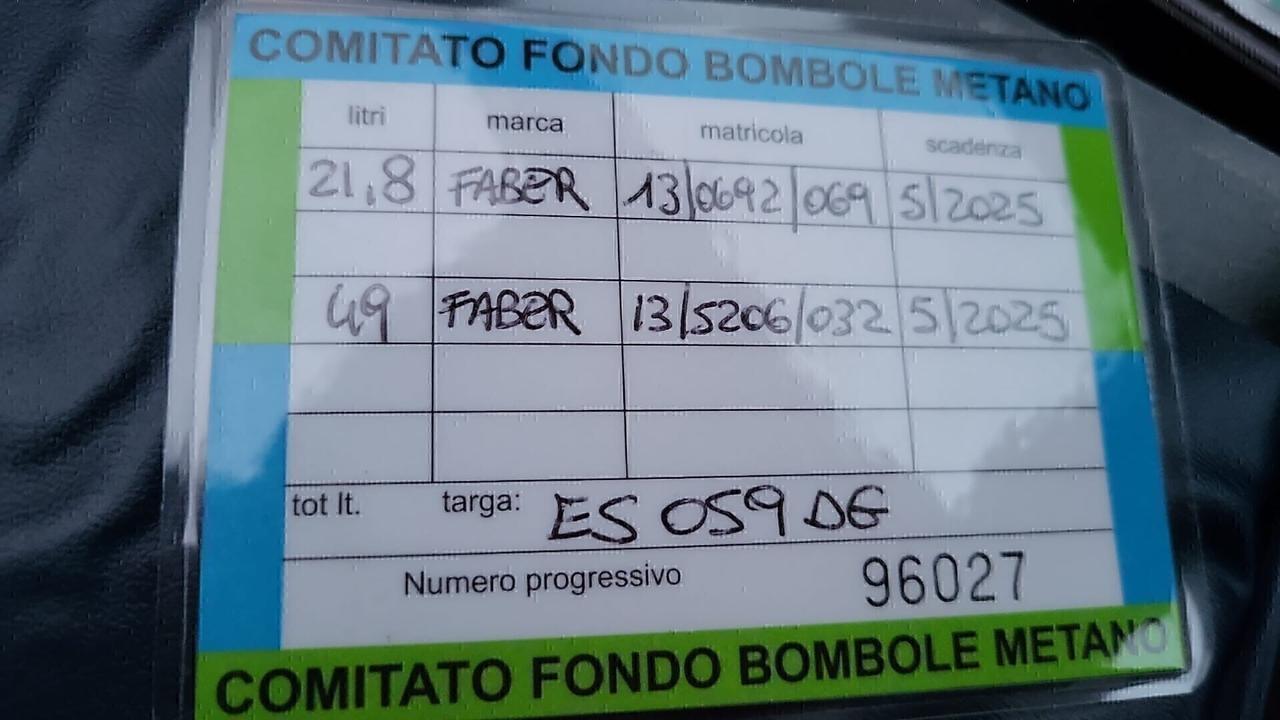 COMITATO FONDO BOMBOLE METANO
litri marca matricola scadenza
21,8 FABER 13/0692/069 5/2025
49 FABER 13/5206/032 5/2025
tot lt. targa: ES 059 DG
Numero progressivo 96027
COMITATO FONDO BOMBOLE METANO